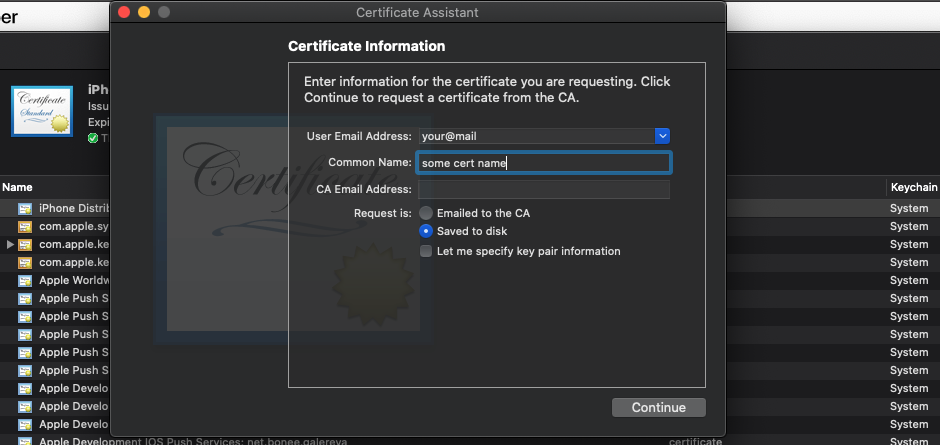 ber
Certificate Assistant
Certificate Information
Enter information for the certificate you are requesting. Click
Continue to request a certificate from the CA.
User Email Address: your@mail
Common Name: some cert name
CA Email Address:
Request is: Emailed to the CA
Saved to disk
Let me specify key pair information
Continue
Certificate
Standard
iPho
Issu
Expi
T
Certificate
Name Keychain
iPhone Distrib System
com.apple.sy System
com.apple.ke System
com.apple.ke System
Apple Worldw System
Apple Push S System
Apple Push S System
Apple Push S System
Apple Push S System
Apple Push S System
Apple Develo System
Apple Develo System
Apple Develo System
Apple Development IOS Push Services: net.bonee.galereya certificate System